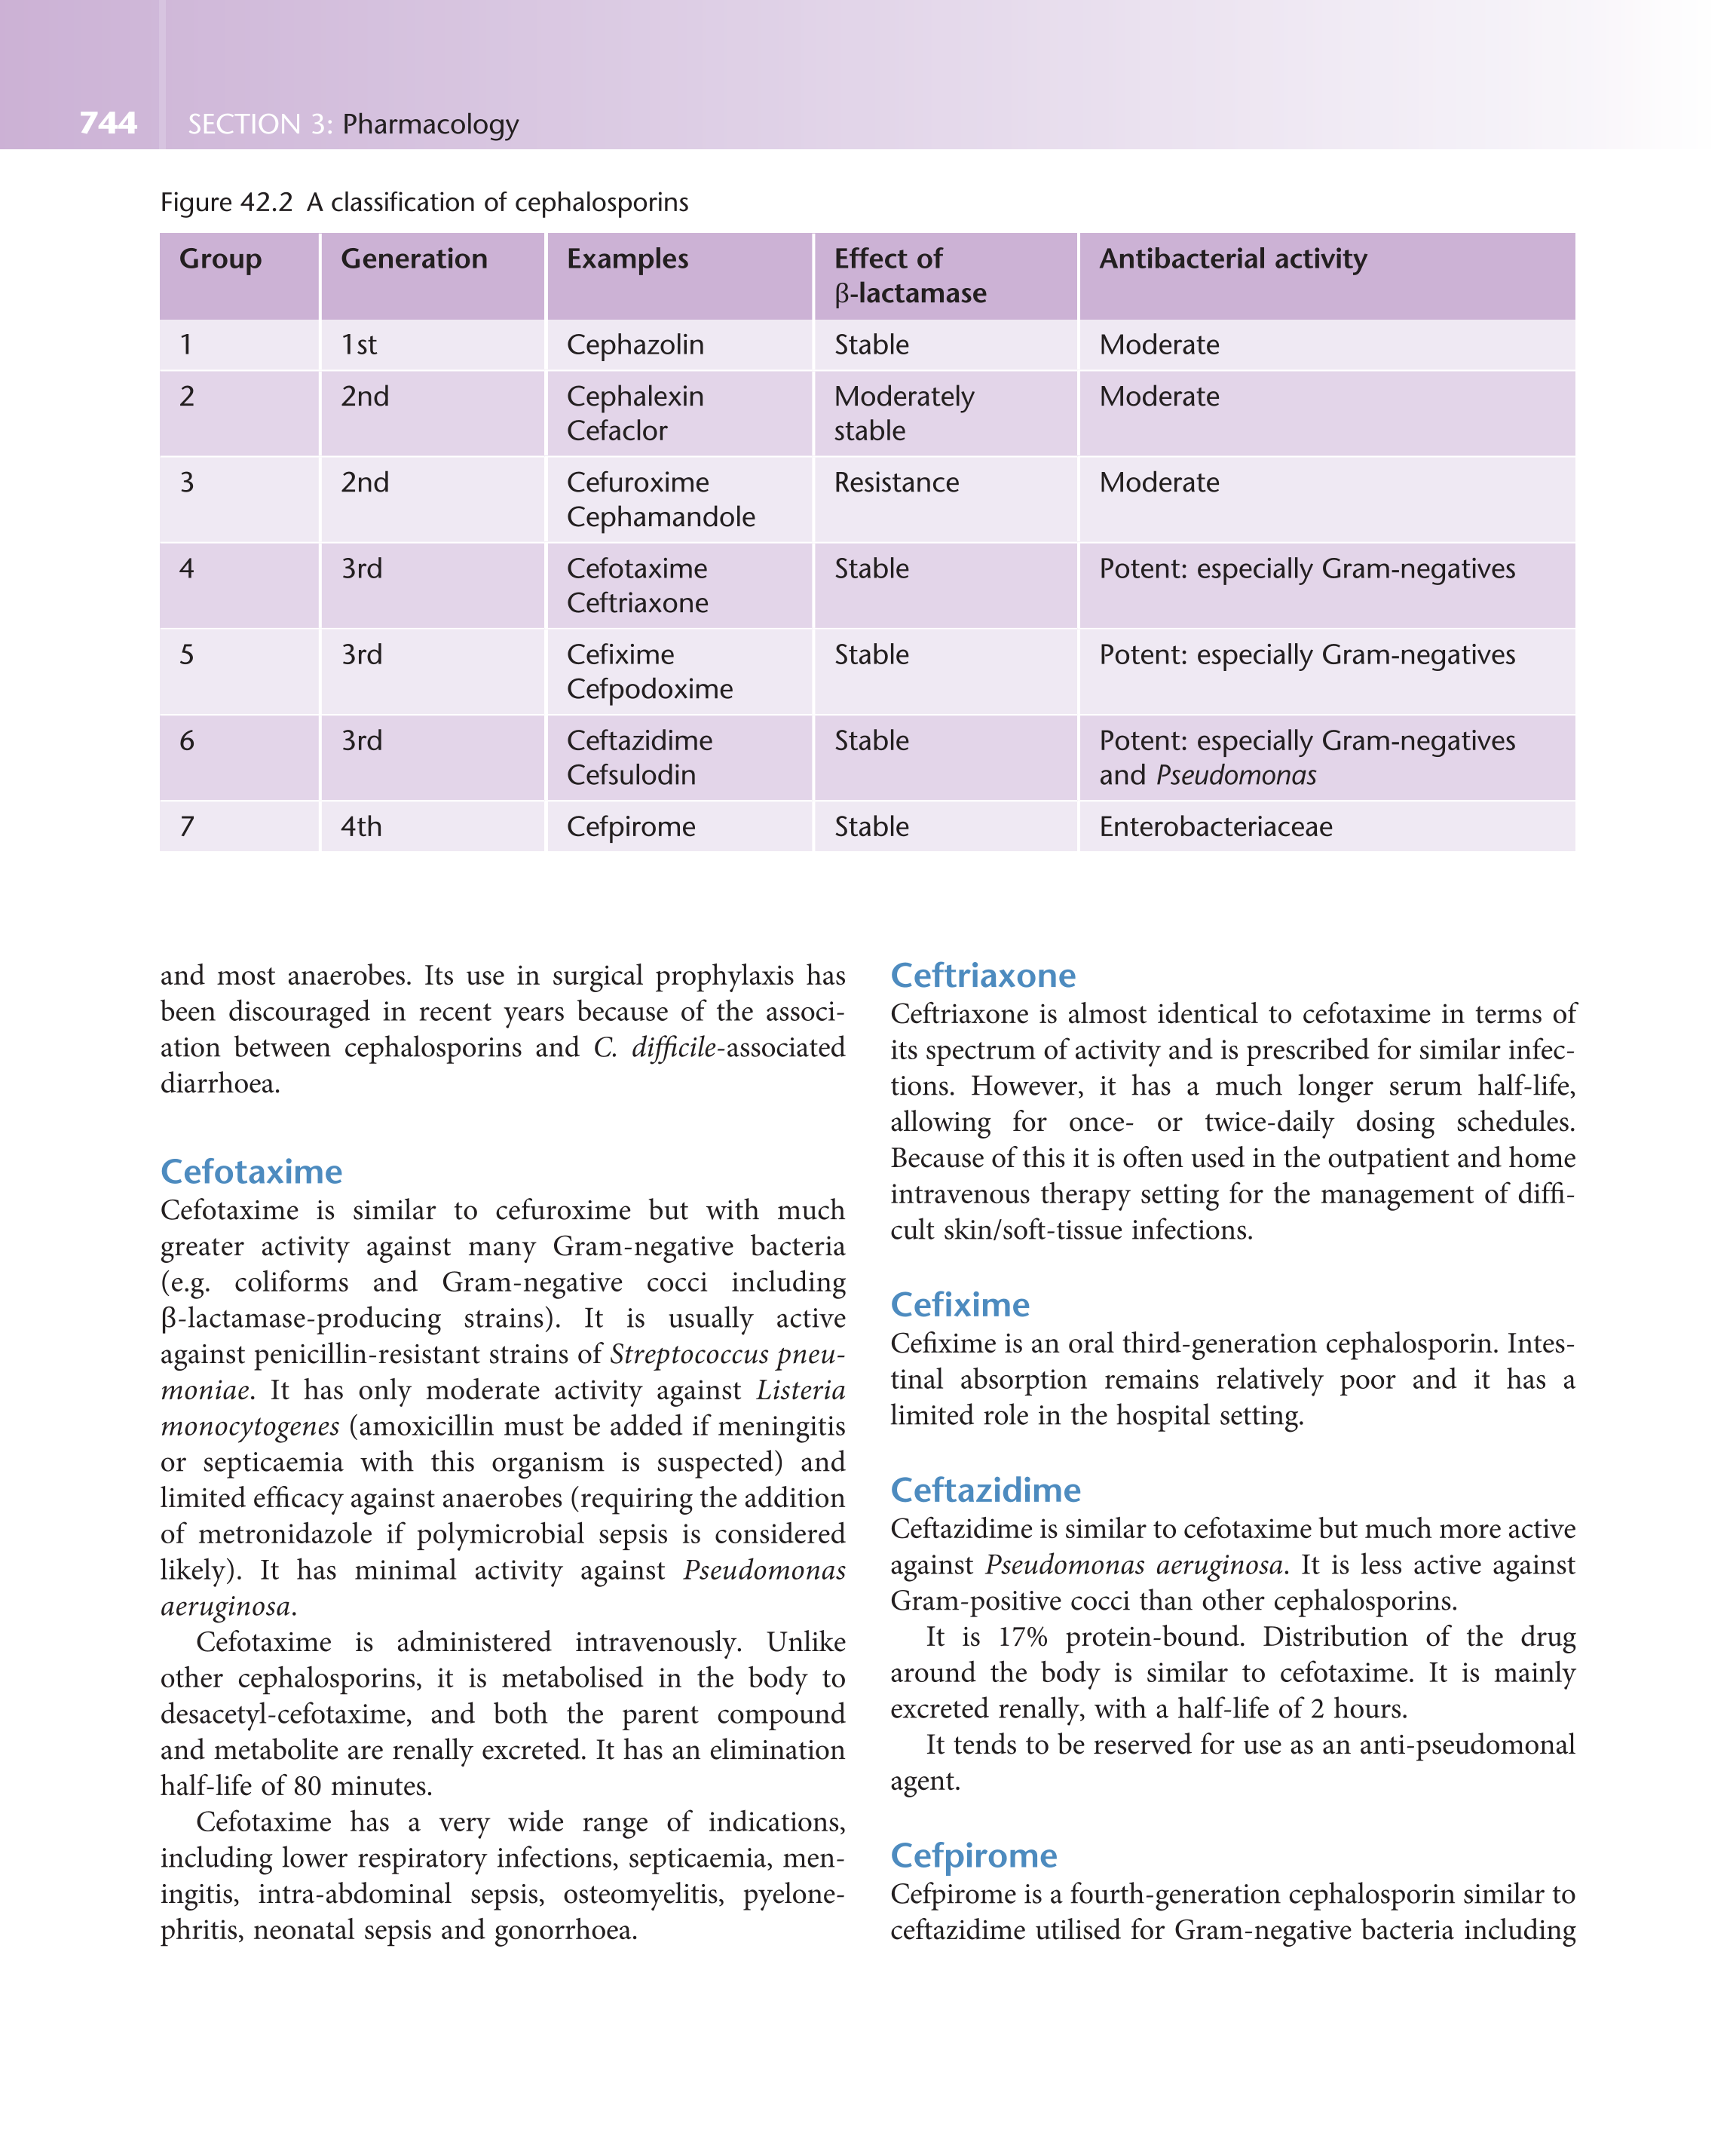 744 SECTION 3: Pharmacology
Figure 42.2 A classification of cephalosporins
Group Generation Examples Effect of β-lactamase Antibacterial activity
1 1st Cephazolin Stable Moderate
2 2nd Cephalexin Cefaclor Moderately stable Moderate
3 2nd Cefuroxime Cephamandole Resistance Moderate
4 3rd Cefotaxime Ceftriaxone Stable Potent: especially Gram-negatives
5 3rd Cefixime Cefpodoxime Stable Potent: especially Gram-negatives
6 3rd Ceftazidime Cefsulodin Stable Potent: especially Gram-negatives and Pseudomonas
7 4th Cefpirome Stable Enterobacteriaceae
and most anaerobes. Its use in surgical prophylaxis has
been discouraged in recent years because of the associ-
ation between cephalosporins and C. difficile-associated
diarrhoea.
Cefotaxime
Cefotaxime is similar to cefuroxime but with much
greater activity against many Gram-negative bacteria
(e.g. coliforms and Gram-negative cocci including
β-lactamase-producing strains). It is usually active
against penicillin-resistant strains of Streptococcus pneu-
moniae. It has only moderate activity against Listeria
monocytogenes (amoxicillin must be added if meningitis
or septicaemia with this organism is suspected) and
limited efficacy against anaerobes (requiring the addition
of metronidazole if polymicrobial sepsis is considered
likely). It has minimal activity against Pseudomonas
aeruginosa.
Cefotaxime is administered intravenously. Unlike
other cephalosporins, it is metabolised in the body to
desacetyl-cefotaxime, and both the parent compound
and metabolite are renally excreted. It has an elimination
half-life of 80 minutes.
Cefotaxime has a very wide range of indications,
including lower respiratory infections, septicaemia, men-
ingitis, intra-abdominal sepsis, osteomyelitis, pyelone-
phritis, neonatal sepsis and gonorrhoea.
Ceftriaxone
Ceftriaxone is almost identical to cefotaxime in terms of
its spectrum of activity and is prescribed for similar infec-
tions. However, it has a much longer serum half-life,
allowing for once- or twice-daily dosing schedules.
Because of this it is often used in the outpatient and home
intravenous therapy setting for the management of diffi-
cult skin/soft-tissue infections.
Cefixime
Cefixime is an oral third-generation cephalosporin. Intes-
tinal absorption remains relatively poor and it has a
limited role in the hospital setting.
Ceftazidime
Ceftazidime is similar to cefotaxime but much more active
against Pseudomonas aeruginosa. It is less active against
Gram-positive cocci than other cephalosporins.
It is 17% protein-bound. Distribution of the drug
around the body is similar to cefotaxime. It is mainly
excreted renally, with a half-life of 2 hours.
It tends to be reserved for use as an anti-pseudomonal
agent.
Cefpirome
Cefpirome is a fourth-generation cephalosporin similar to
ceftazidime utilised for Gram-negative bacteria including